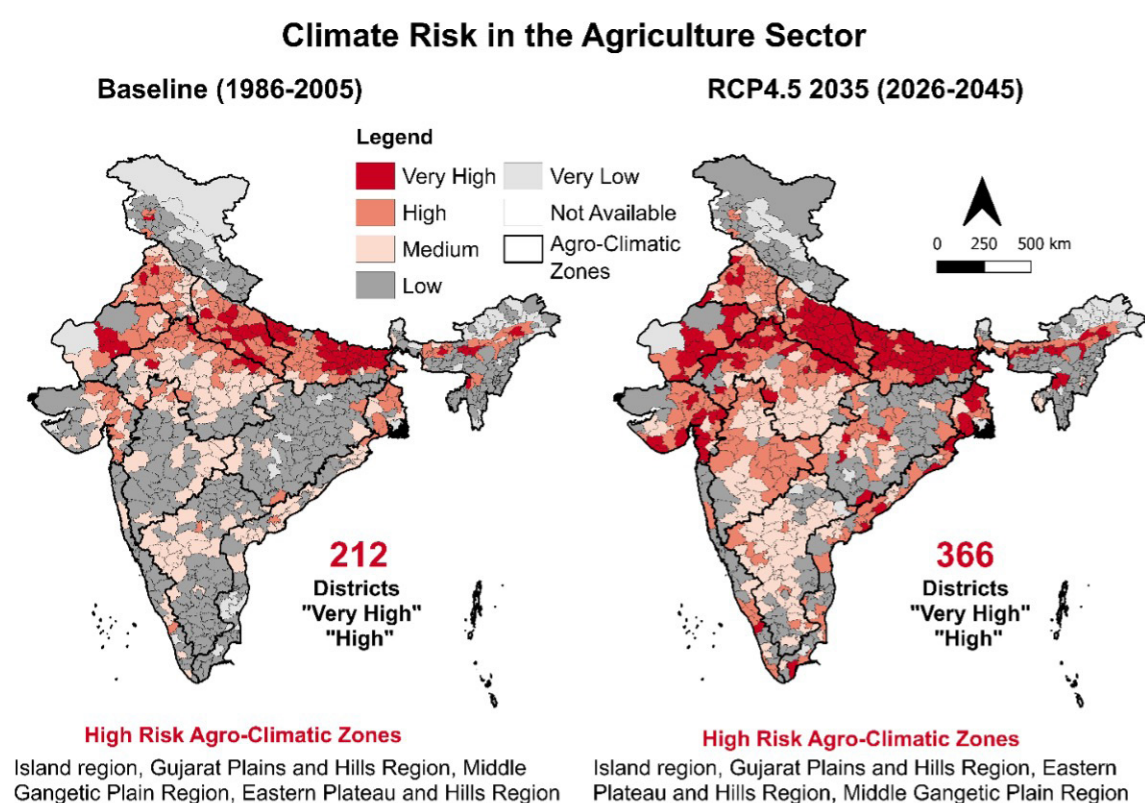 Climate Risk in the Agriculture Sector
Baseline (1986-2005)
RCP4.5 2035 (2026-2045)
Legend
Very High
High
Medium
Low
Very Low
Not Available
Agro-Climatic
Zones
0 250 500 km
212
Districts
"Very High"
"High"
366
Districts
"Very High"
"High"
High Risk Agro-Climatic Zones
Island region, Gujarat Plains and Hills Region, Middle
Gangetic Plain Region, Eastern Plateau and Hills Region
High Risk Agro-Climatic Zones
Island region, Gujarat Plains and Hills Region, Eastern
Plateau and Hills Region, Middle Gangetic Plain Region